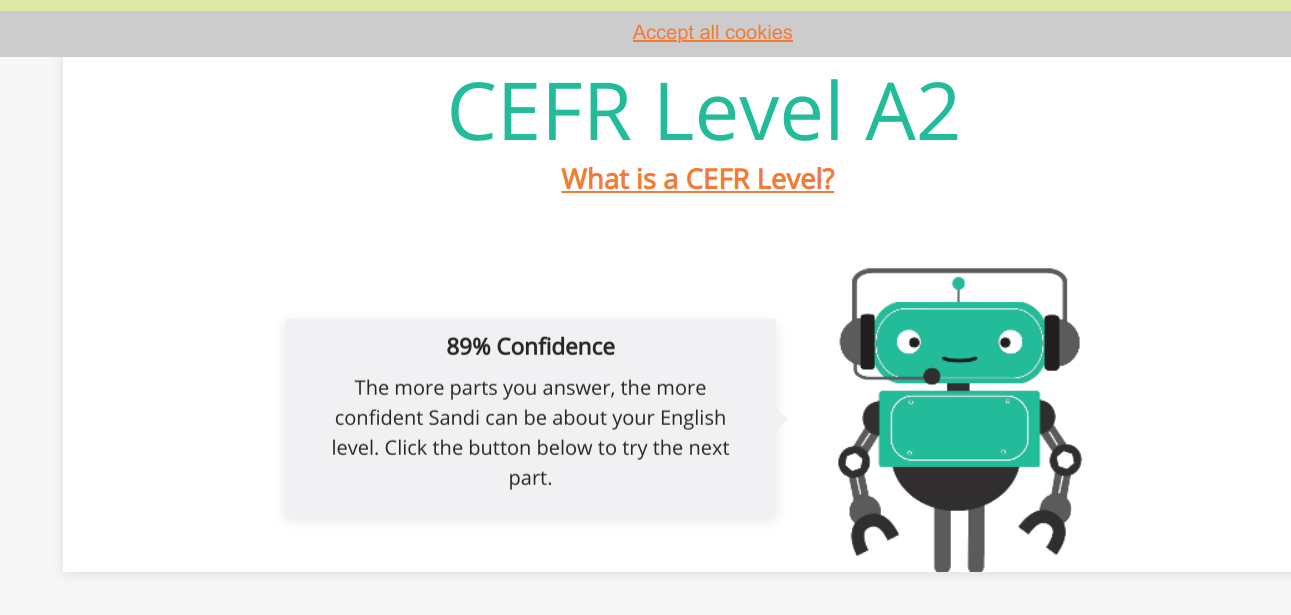 Accept all cookies
CEFR Level A2
What is a CEFR Level?
89% Confidence
The more parts you answer, the more
confident Sandi can be about your English
level. Click the button below to try the next
part.